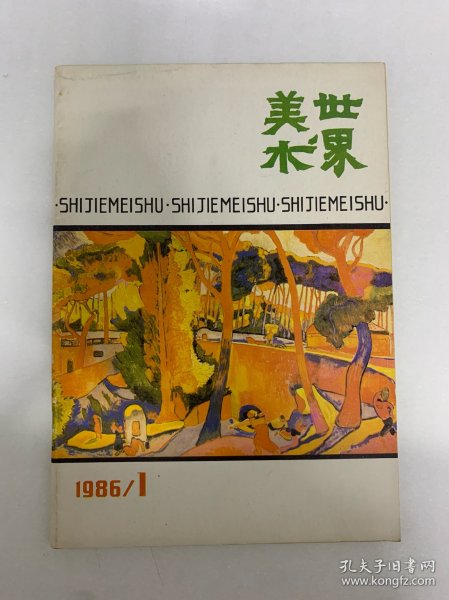 世界
美术
·SHIJIEMEISHU·SHIJIEMEISHU·SHIJIEMEISHU·
1986/1
孔夫子旧书网
www.kongfz.com